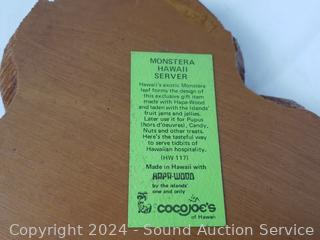 MONSTERA
HAWAII
SERVER
Hawaii's exotic Monstera
leaf forms the design of
this exclusive gift item
made with Hapa-Wood
and laden with the Islands'
fruit jams and jellies.
Later use it for Pupus
(hors d'oeuvres), Candy,
Nuts and other treats.
Here's the tasteful way
to serve tidbits of
Hawaiian hospitality.
(HW 117)
Made in Hawaii with
HAPA-WOOD
by the islands'
one and only
COCO JOE'S
of Hawaii
Copyright 2024 - Sound Auction Service